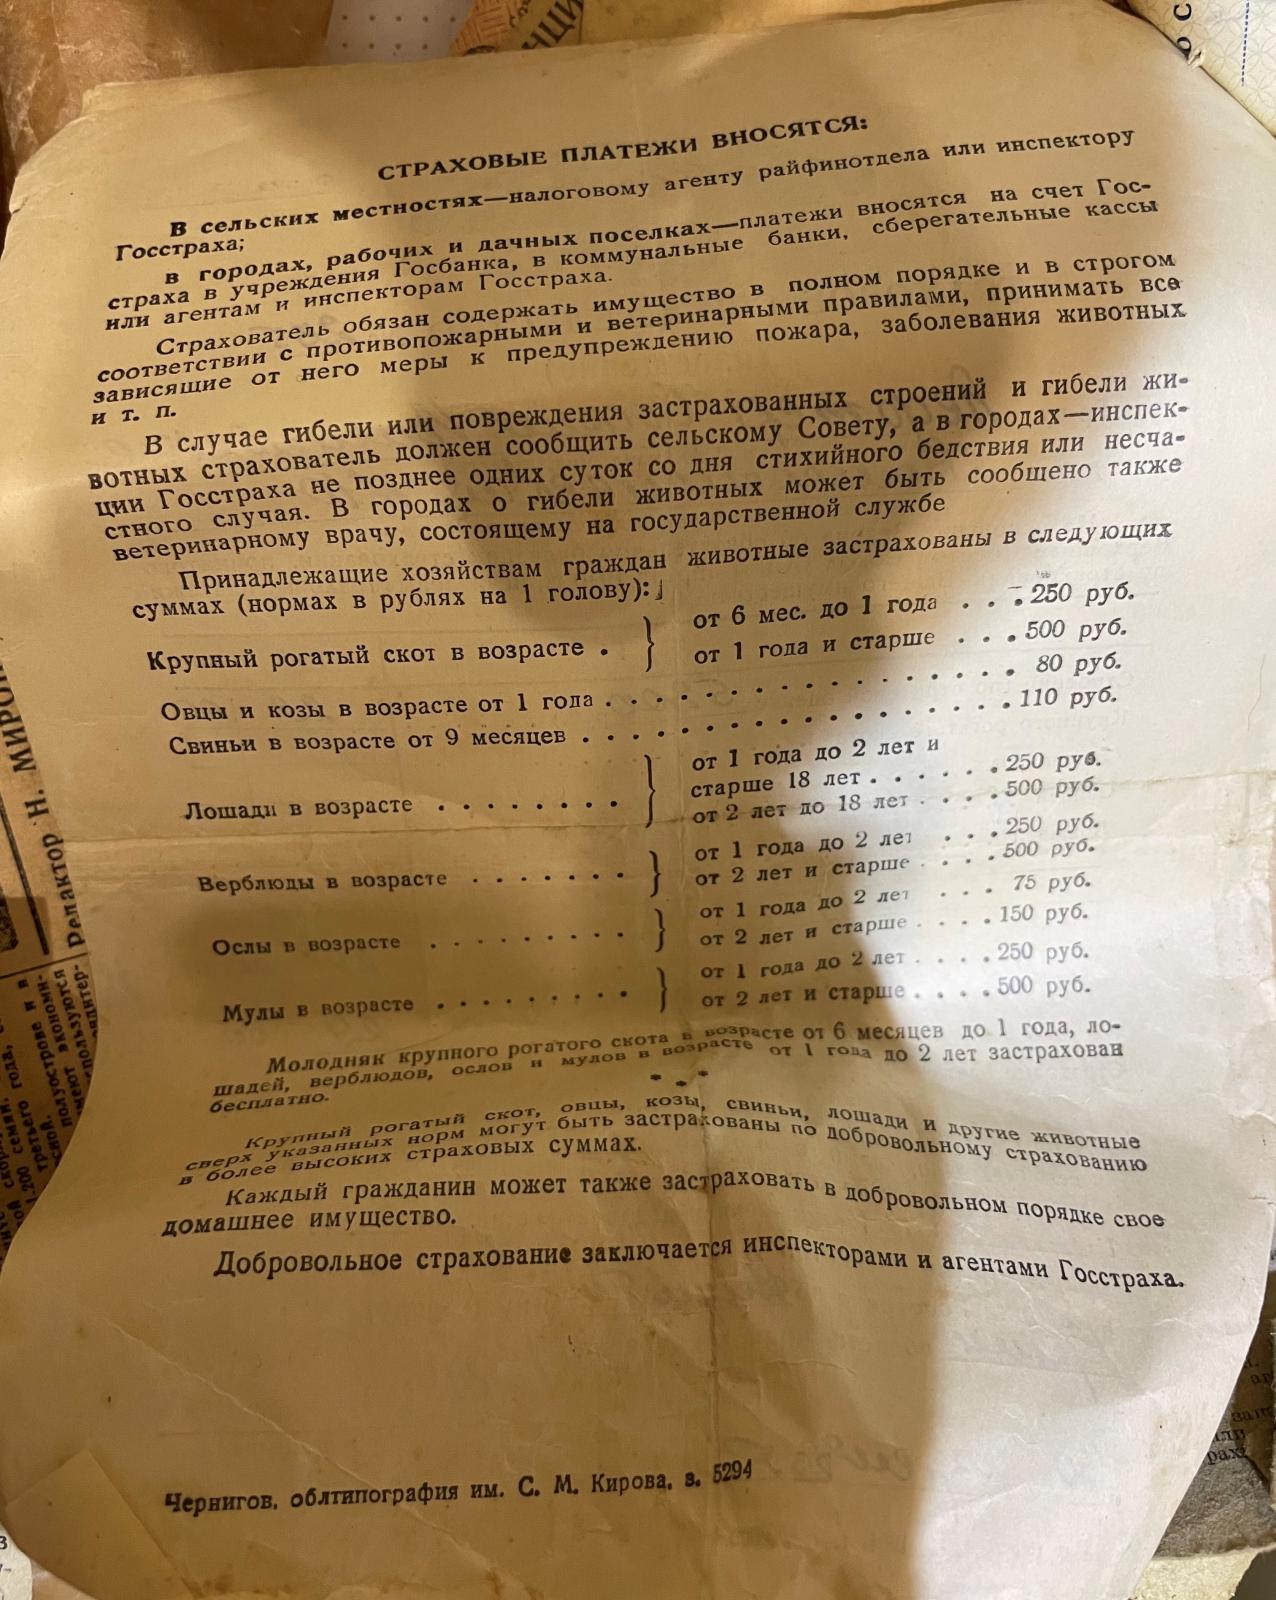 СТРАХОВЫЕ ПЛАТЕЖИ ВНОСЯТСЯ:
В сельских местностях—налоговому агенту райфинотдела или инспектору
Госстраха;
в городах, рабочих и дачных поселках—платежи вносятся на счет Гос-
страха в учреждения Госбанка, в коммунальные банки, сберегательные кассы
или агентам и инспекторам Госстраха.
Страхователь обязан содержать имущество в полном порядке и в строгом
соответствии с противопожарными и ветеринарными правилами, принимать все
зависящие от него меры к предупреждению пожара, заболевания животных
и т. п.
В случае гибели или повреждения застрахованных строений и гибели жи-
вотных страхователь должен сообщить сельскому Совету, а в городах—инспек-
ции Госстраха не позднее одних суток со дня стихийного бедствия или несча-
стного случая. В городах о гибели животных может быть сообщено также
ветеринарному врачу, состоящему на государственной службе
Принадлежащие хозяйствам граждан животные застрахованы в следующих
суммах (нормах в рублях на 1 голову):
Крупный рогатый скот в возрасте . } от 6 мес. до 1 года . . . 250 руб.
от 1 года и старше . . . 500 руб.
Овцы и козы в возрасте от 1 года . . . . . . . . . . . . . . . . 80 руб.
Свиньи в возрасте от 9 месяцев . . . . . . . . . . . . . . . . . 110 руб.
Лошади в возрасте . . . . . . . . } от 1 года до 2 лет и
старше 18 лет . . . . . . 250 руб.
от 2 лет до 18 лет . . . . 500 руб.
Верблюды в возрасте . . . . . . . } от 1 года до 2 лет . . . 250 руб.
от 2 лет и старше . . . . 500 руб.
Ослы в возрасте . . . . . . . . . } от 1 года до 2 лет . . . 75 руб.
от 2 лет и старше . . . . 150 руб.
Мулы в возрасте . . . . . . . . . } от 1 года до 2 лет . . . . 250 руб.
от 2 лет и старше . . . . 500 руб.
Молодняк крупного рогатого скота в возрасте от 6 месяцев до 1 года, ло-
шадей, верблюдов, ослов и мулов в возрасте от 1 года до 2 лет застрахован
бесплатно.
* * *
Крупный рогатый скот, овцы, козы, свиньи, лошади и другие животные
сверх указанных норм могут быть застрахованы по добровольному страхованию
в более высоких страховых суммах.
Каждый гражданин может также застраховать в добровольном порядке свое
домашнее имущество.
Добровольное страхование заключается инспекторами и агентами Госстраха.
Чернигов, облтипография им. С. М. Кирова, з. 5294
Редактор Н. МИРО